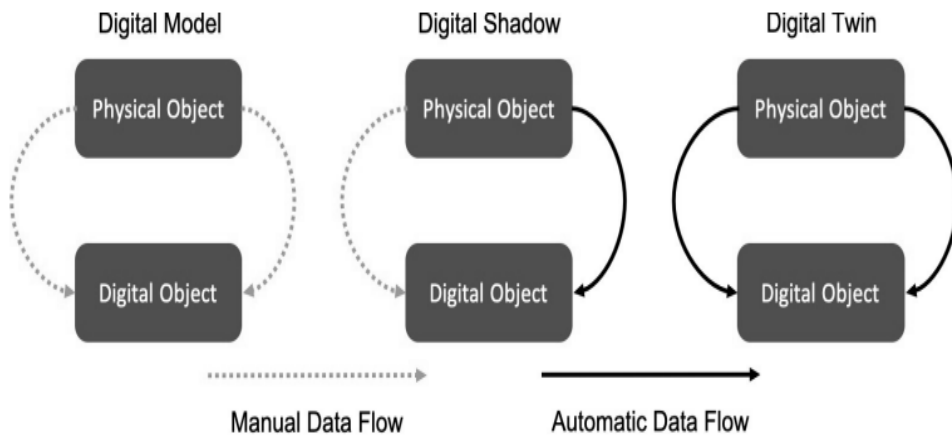 Digital Model
Digital Shadow
Digital Twin
Physical Object
Physical Object
Physical Object
Digital Object
Digital Object
Digital Object
Manual Data Flow
Automatic Data Flow